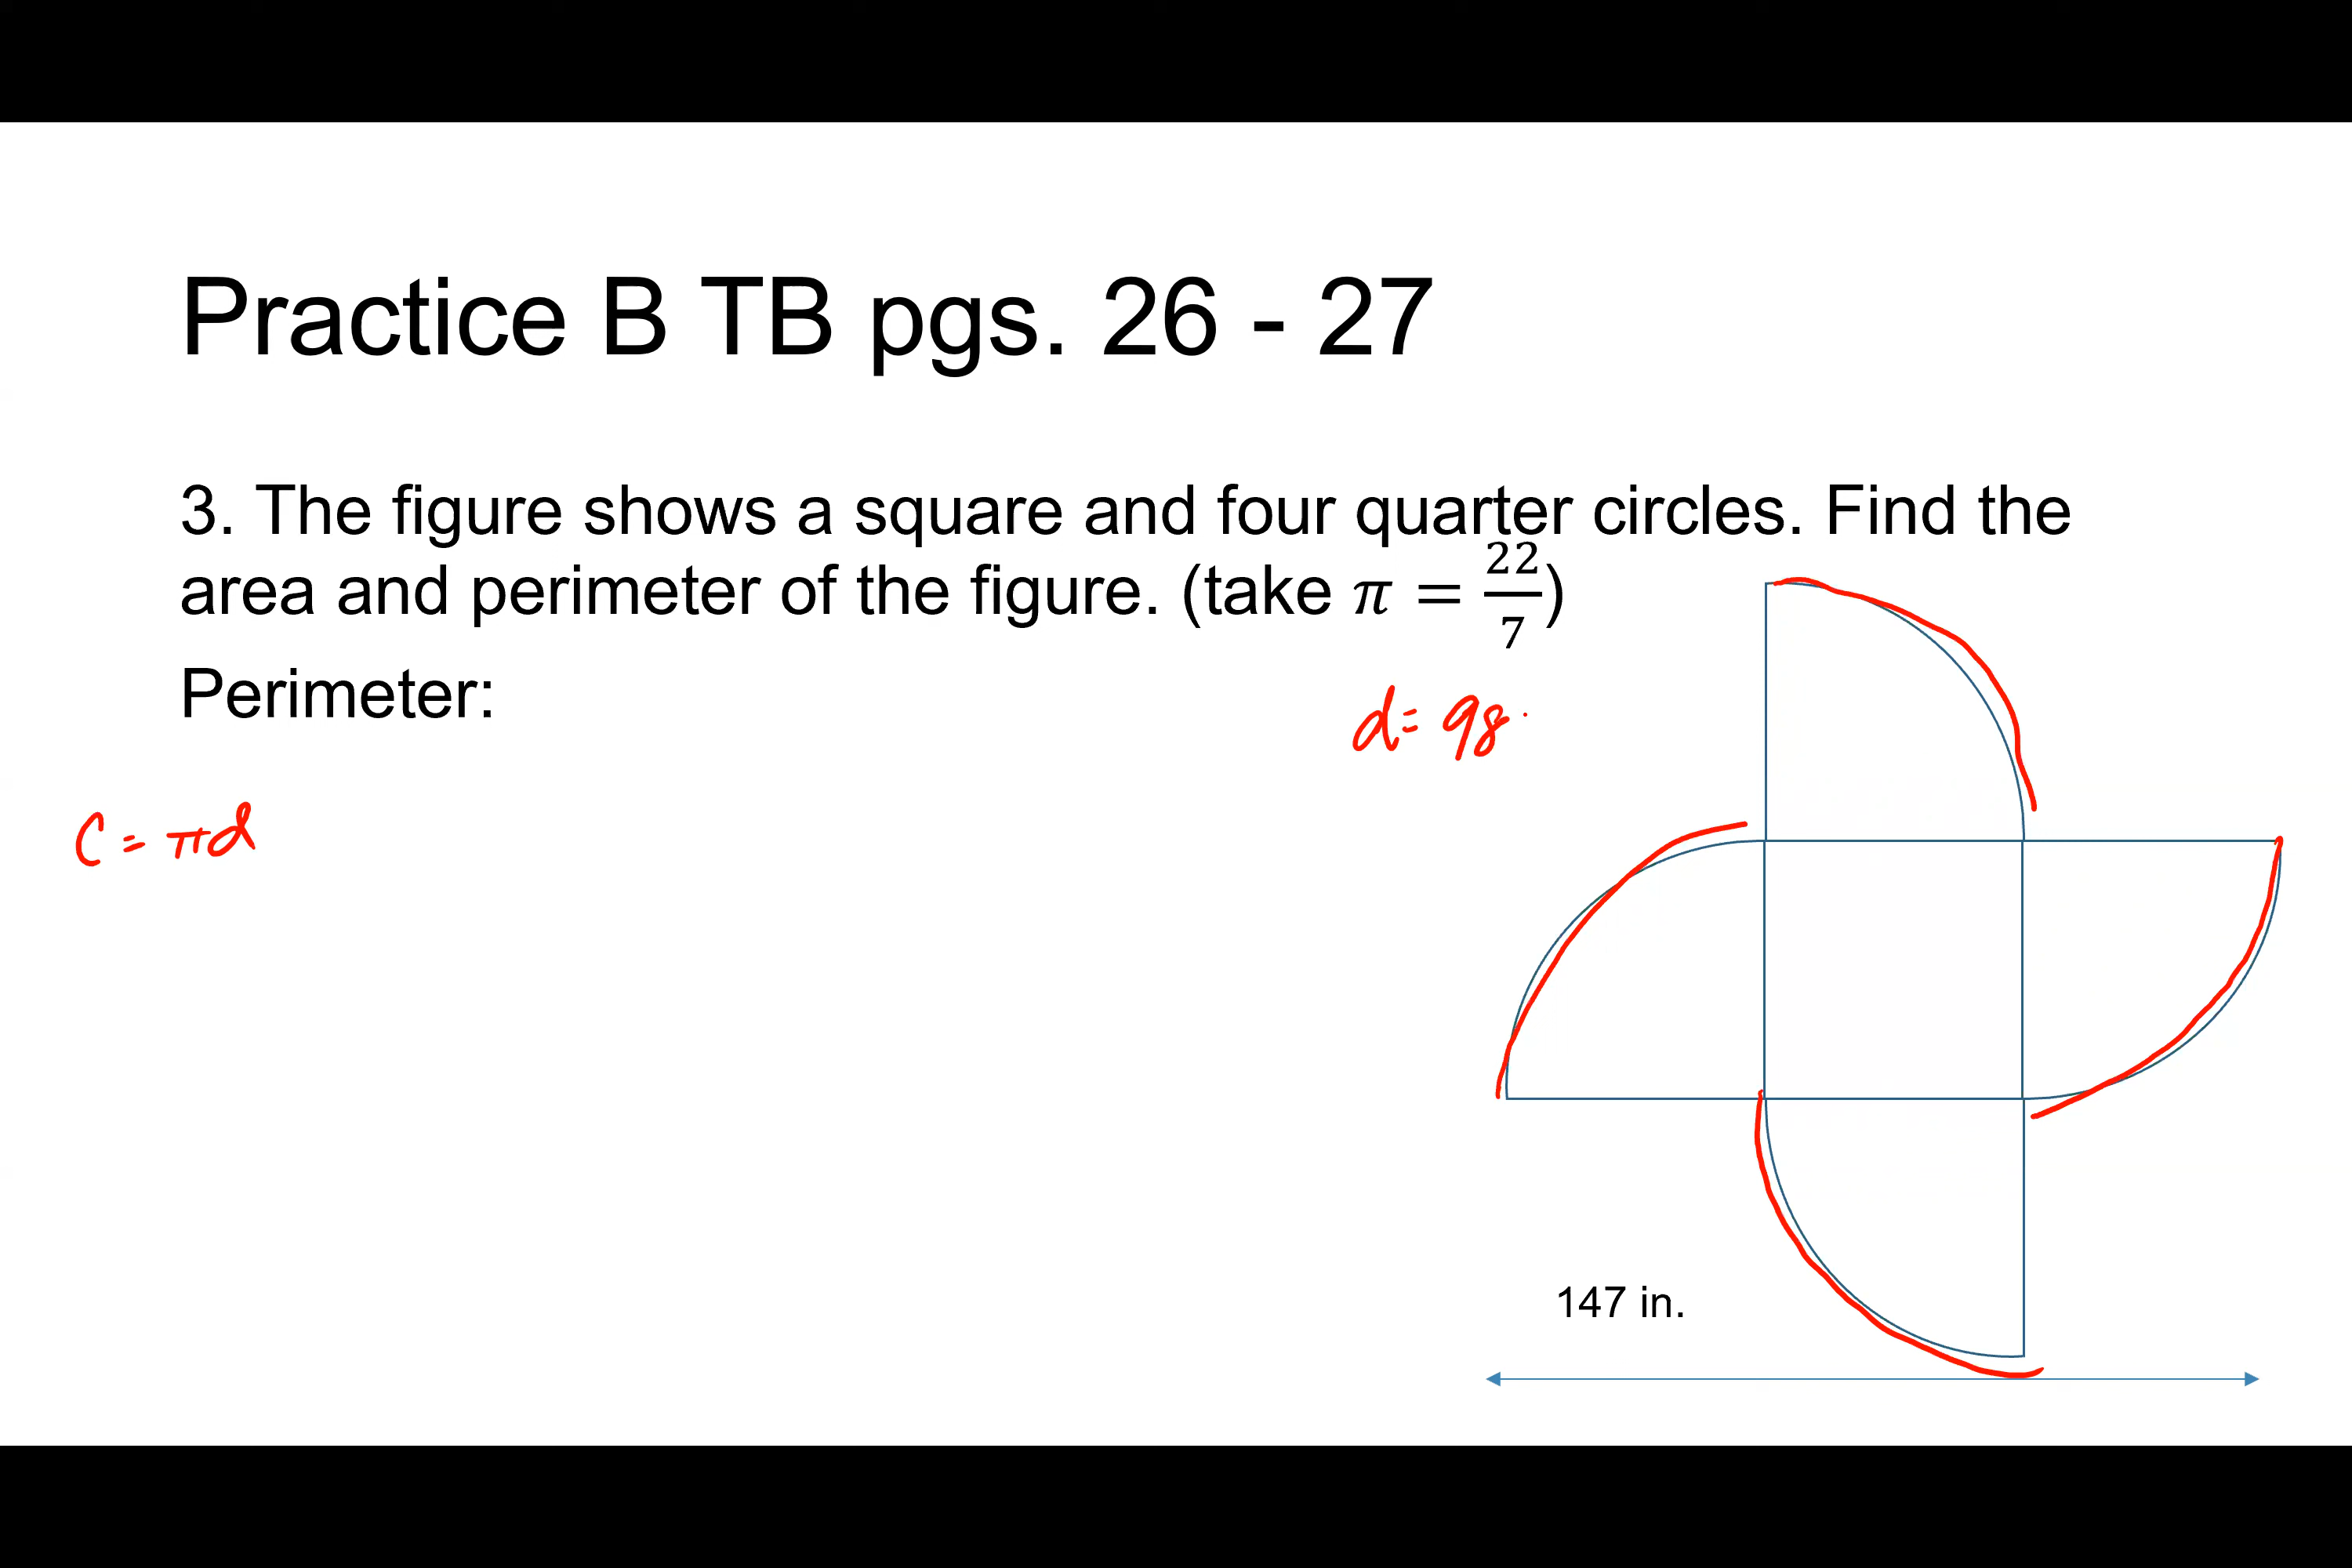 Practice B TB pgs. 26 - 27
3. The figure shows a square and four quarter circles. Find the
area and perimeter of the figure. (take π = 22/7)
Perimeter:
d = 98
C = πd
147 in.